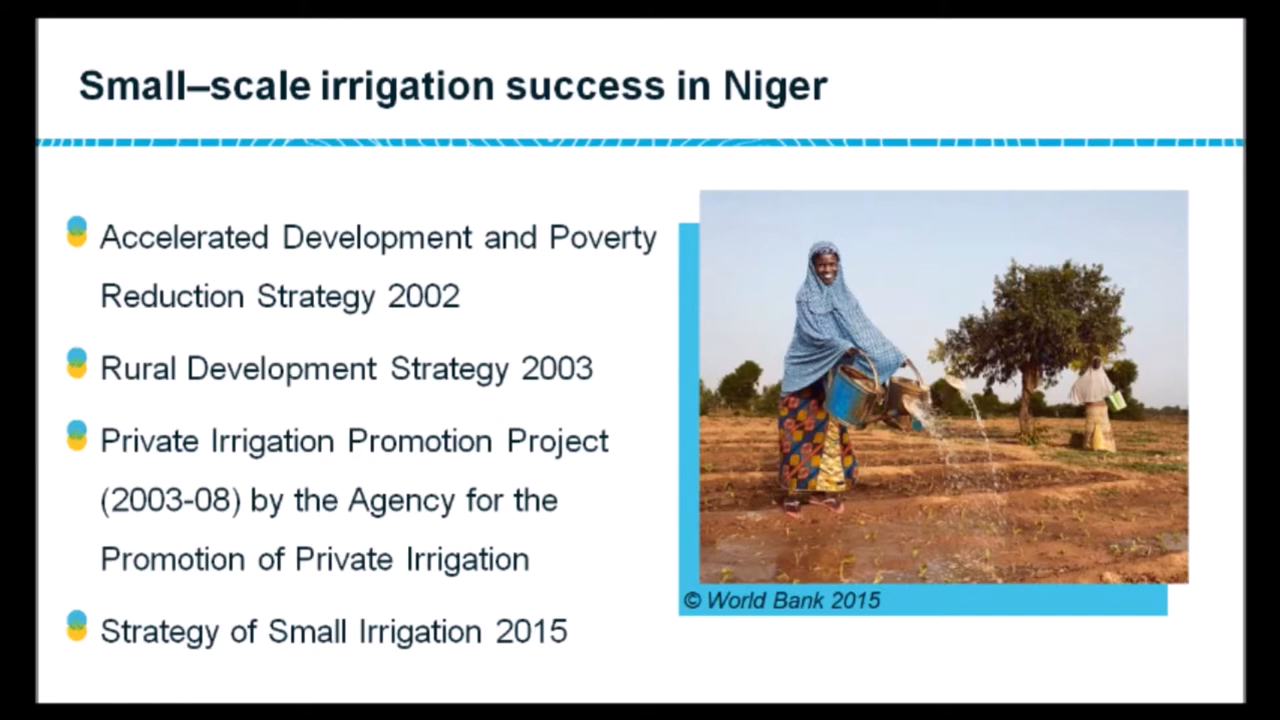 Small–scale irrigation success in Niger
Accelerated Development and Poverty
Reduction Strategy 2002
Rural Development Strategy 2003
Private Irrigation Promotion Project
(2003-08) by the Agency for the
Promotion of Private Irrigation
Strategy of Small Irrigation 2015
© World Bank 2015